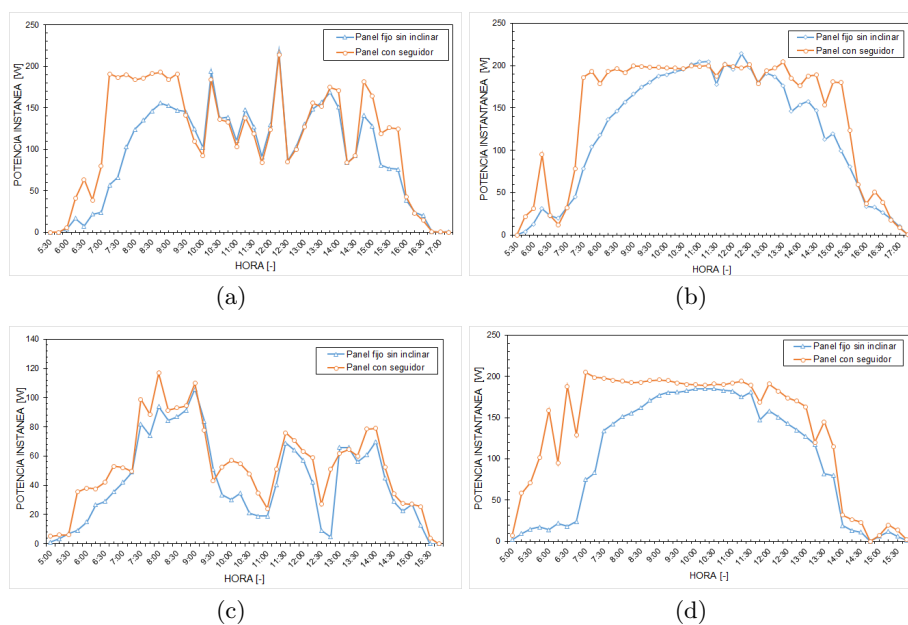 250
200
150
100
50
0
POTENCIA INSTANTANEA [W]
Panel fijo sin inclinar
Panel con seguidor
5:30 6:00 6:30 7:00 7:30 8:00 8:30 9:00 9:30 10:00 10:30 11:00 11:30 12:00 12:30 13:00 13:30 14:00 14:30 15:00 15:30 16:00 16:30 17:00
HORA [-]
(a)
250
200
150
100
50
0
POTENCIA INSTANTANEA [W]
Panel fijo sin inclinar
Panel con seguidor
5:30 6:00 6:30 7:00 7:30 8:00 8:30 9:00 9:30 10:00 10:30 11:00 11:30 12:00 12:30 13:00 13:30 14:00 14:30 15:00 15:30 16:00 16:30 17:00
HORA [-]
(b)
140
120
100
80
60
40
20
0
POTENCIA INSTANTANEA [W]
Panel fijo sin inclinar
Panel con seguidor
5:00 5:30 6:00 6:30 7:00 7:30 8:00 8:30 9:00 9:30 10:00 10:30 11:00 11:30 12:00 12:30 13:00 13:30 14:00 14:30 15:00 15:30
HORA [-]
(c)
250
200
150
100
50
0
POTENCIA INSTANTANEA [W]
Panel fijo sin inclinar
Panel con seguidor
5:00 5:30 6:00 6:30 7:00 7:30 8:00 8:30 9:00 9:30 10:00 10:30 11:00 11:30 12:00 12:30 13:00 13:30 14:00 14:30 15:00 15:30
HORA [-]
(d)